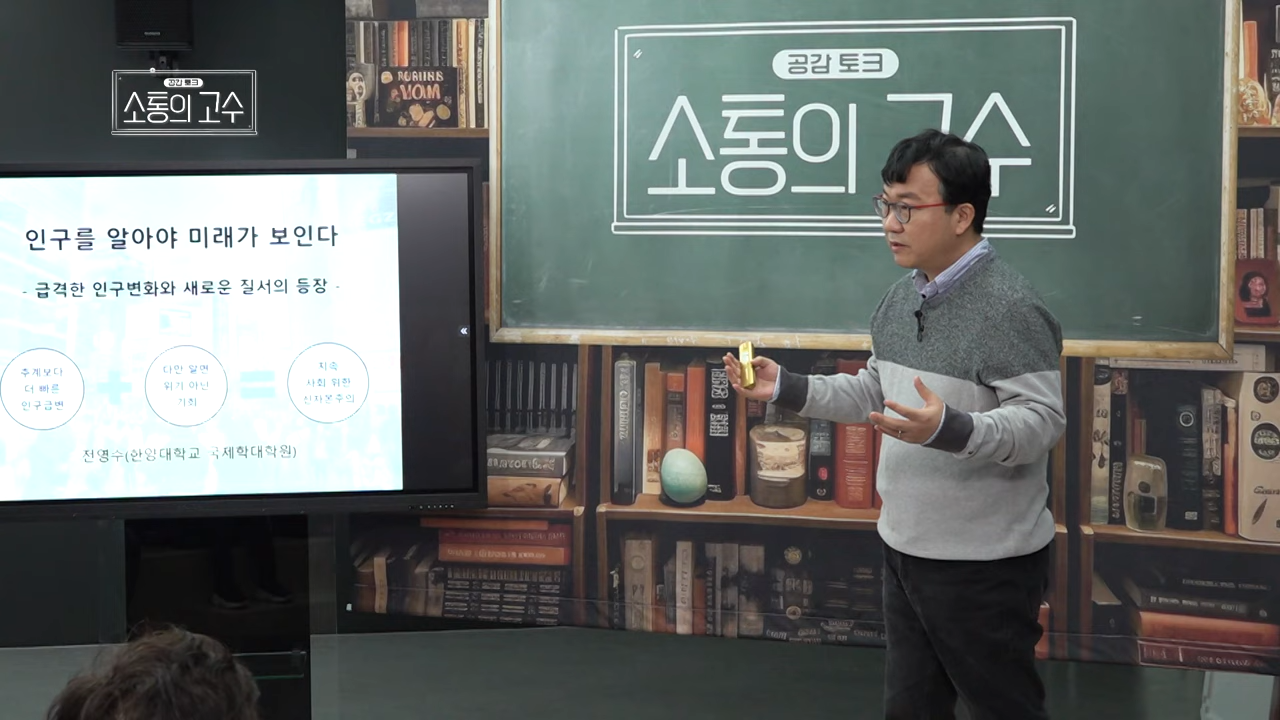 공감 토크
소통의 고수
공감 토크
소통의 고수
인구를 알아야 미래가 보인다
- 급격한 인구변화와 새로운 질서의 등장 -
추계보다
더 빠른
인구급변
다만 알면
위기 아닌
기회
지속
사회 위한
신자본주의
전영수(한양대학교 국제학대학원)